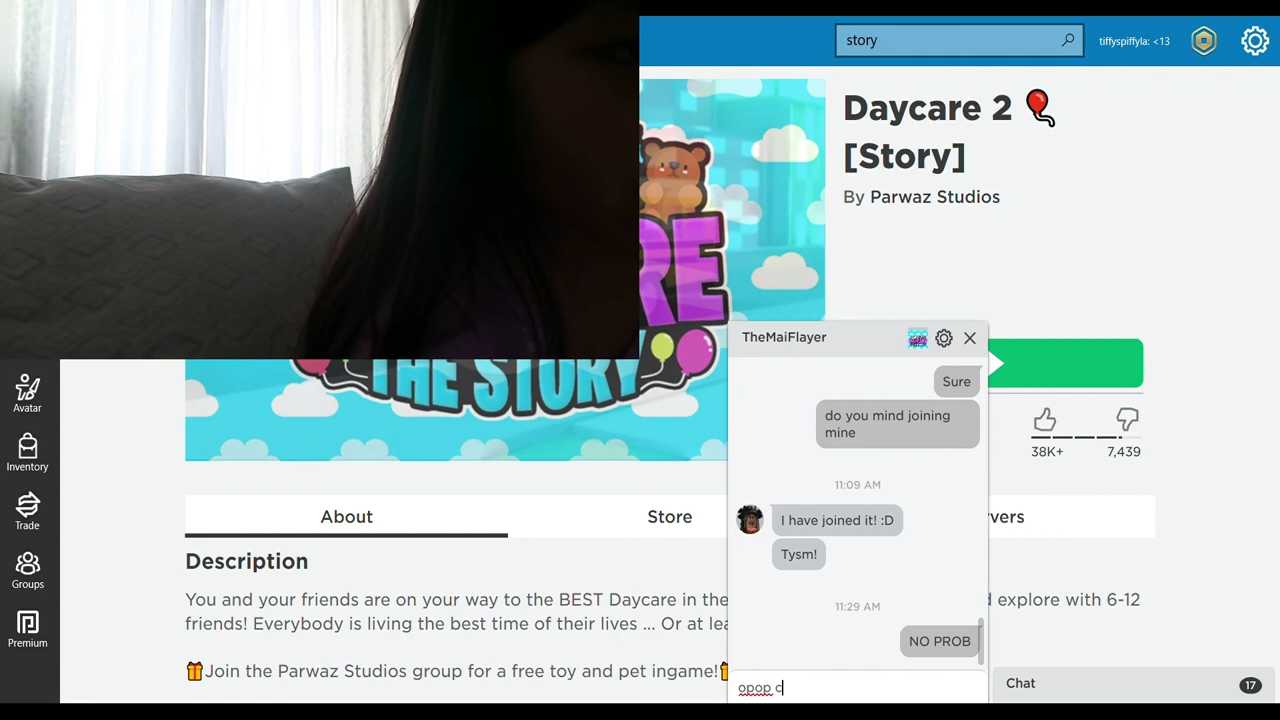 story
tiffyspiffyla: <13
Daycare 2 🎈
[Story]
By Parwaz Studios
RE
THE STORY
TheMaiFlayer
Sure
do you mind joining
mine
11:09 AM
I have joined it! :D
Tysm!
11:29 AM
NO PROB
opop c
38K+
7,439
Avatar
Inventory
Trade
Groups
Premium
About
Store
vers
Description
You and your friends are on your way to the BEST Daycare in the
explore with 6-12
friends! Everybody is living the best time of their lives ... Or at lea
🎁Join the Parwaz Studios group for a free toy and pet ingame!🎁
Chat
17